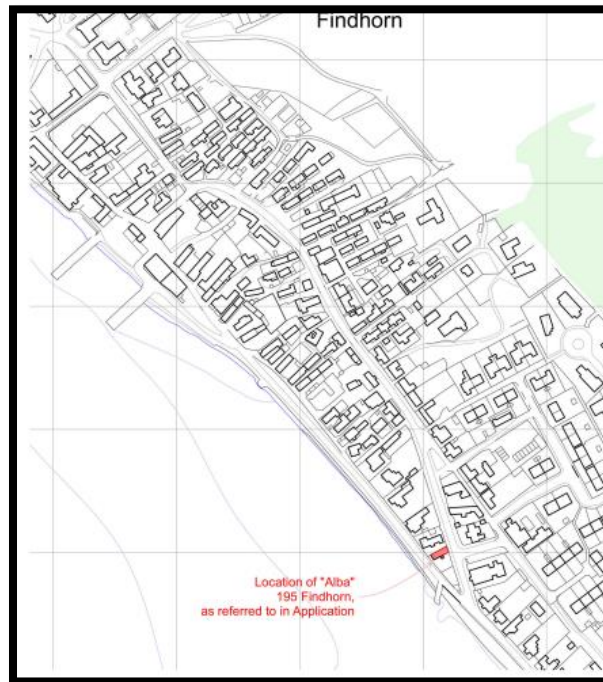 Findhorn
Location of "Alba"
195 Findhorn,
as referred to in Application